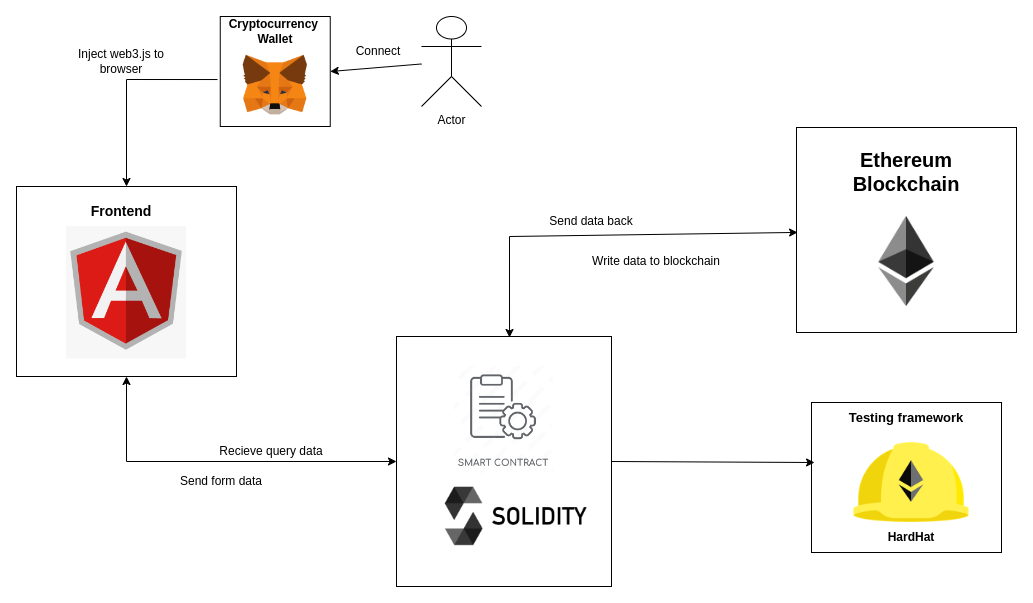 Cryptocurrency
Wallet
Connect
Actor
Inject web3.js to
browser
Frontend
Ethereum
Blockchain
Send data back
Write data to blockchain
Recieve query data
Send form data
SMART CONTRACT
SOLIDITY
Testing framework
HardHat